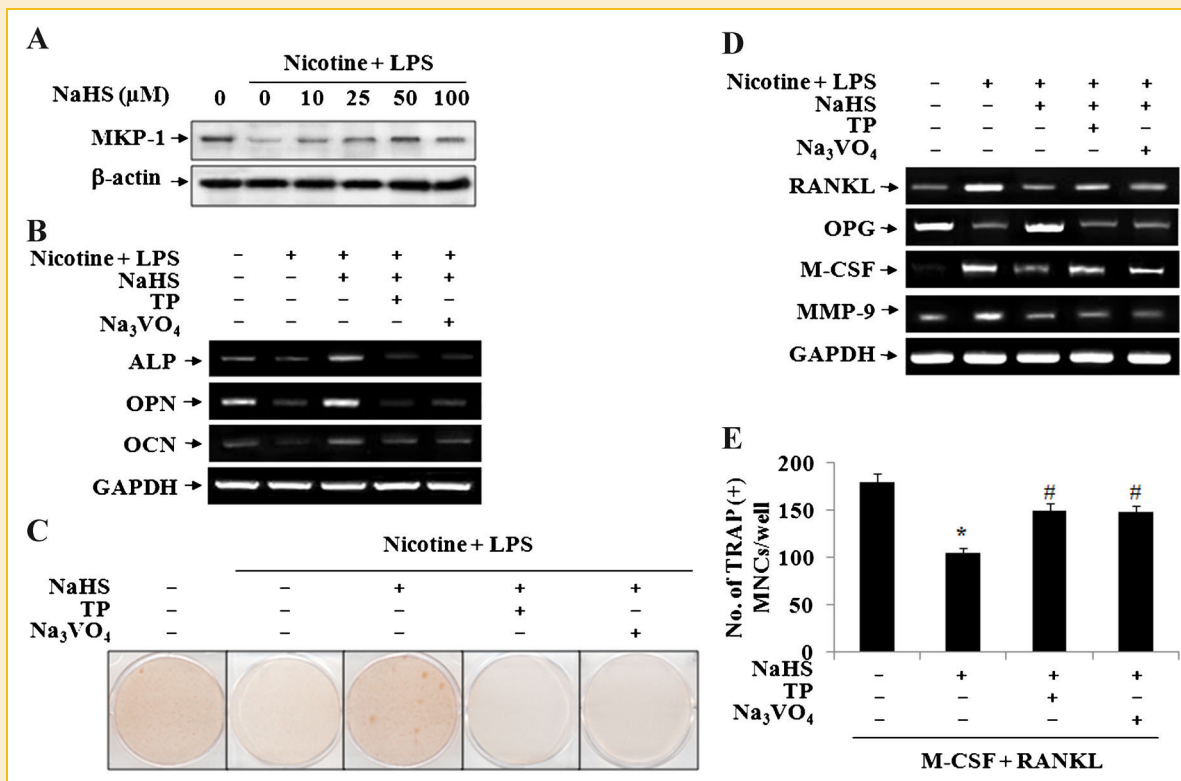 A
Nicotine + LPS
NaHS (µM) 0 0 10 25 50 100
MKP-1
β-actin
B
Nicotine + LPS – + + + +
NaHS – – + + +
TP – – – + –
Na₃VO₄ – – – – +
ALP
OPN
OCN
GAPDH
C
Nicotine + LPS
NaHS – – + + +
TP – – – + –
Na₃VO₄ – – – – +
D
Nicotine + LPS – + + + +
NaHS – – + + +
TP – – – + –
Na₃VO₄ – – – – +
RANKL
OPG
M-CSF
MMP-9
GAPDH
E
No. of TRAP (+)
MNCs/well
200
150
100
50
0
*
#
#
NaHS – + + +
TP – – + –
Na₃VO₄ – – – +
M-CSF + RANKL